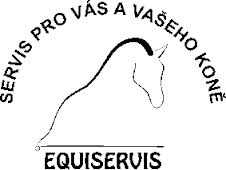 SERVIS PRO VÁS A VAŠEHO KONĚ
EQUISERVIS